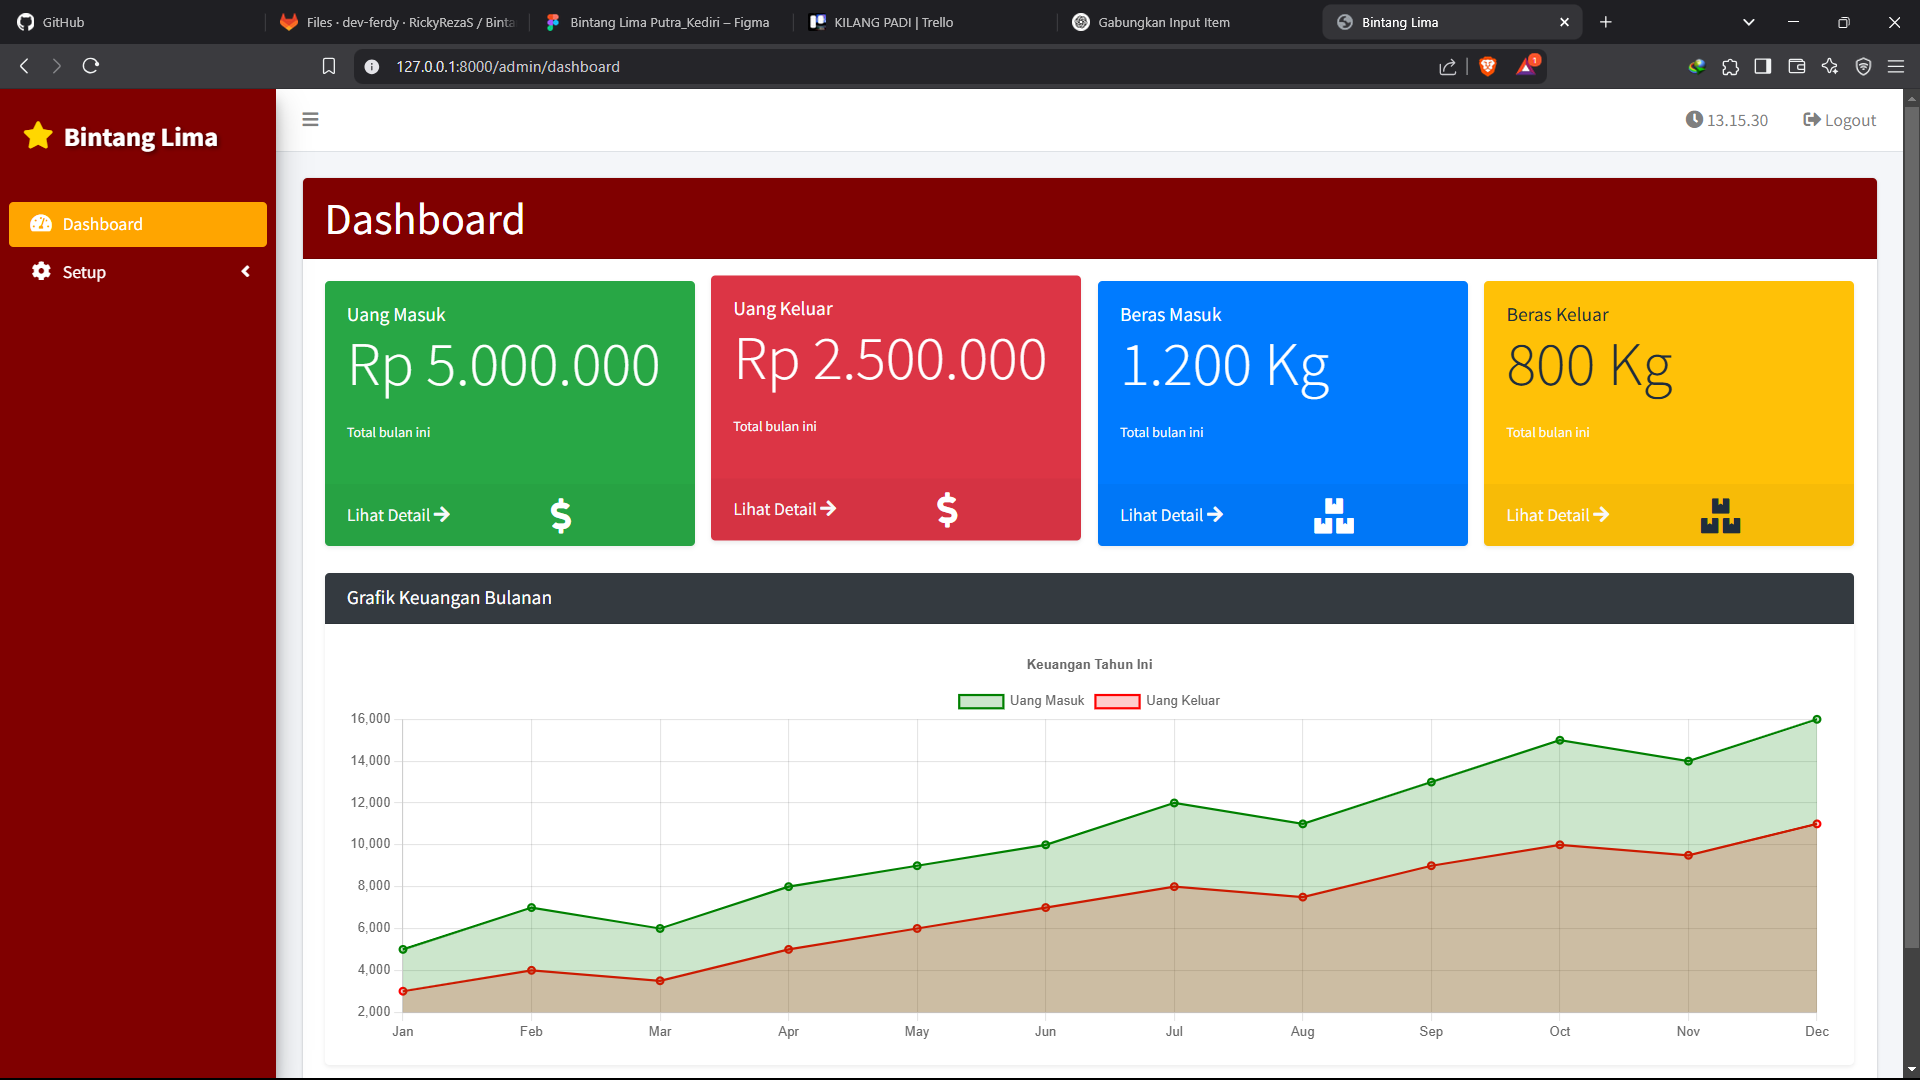 GitHub
Files · dev-ferdy · RickyRezaS / Binta
Bintang Lima Putra_Kediri – Figma
KILANG PADI | Trello
Gabungkan Input Item
Bintang Lima
127.0.0.1:8000/admin/dashboard
1
Bintang Lima
13.15.30
Logout
Dashboard
Setup
Dashboard
Uang Masuk
Rp 5.000.000
Total bulan ini
Lihat Detail
Uang Keluar
Rp 2.500.000
Total bulan ini
Lihat Detail
Beras Masuk
1.200 Kg
Total bulan ini
Lihat Detail
Beras Keluar
800 Kg
Total bulan ini
Lihat Detail
Grafik Keuangan Bulanan
Keuangan Tahun Ini
Uang Masuk
Uang Keluar
16,000
14,000
12,000
10,000
8,000
6,000
4,000
2,000
Jan
Feb
Mar
Apr
May
Jun
Jul
Aug
Sep
Oct
Nov
Dec